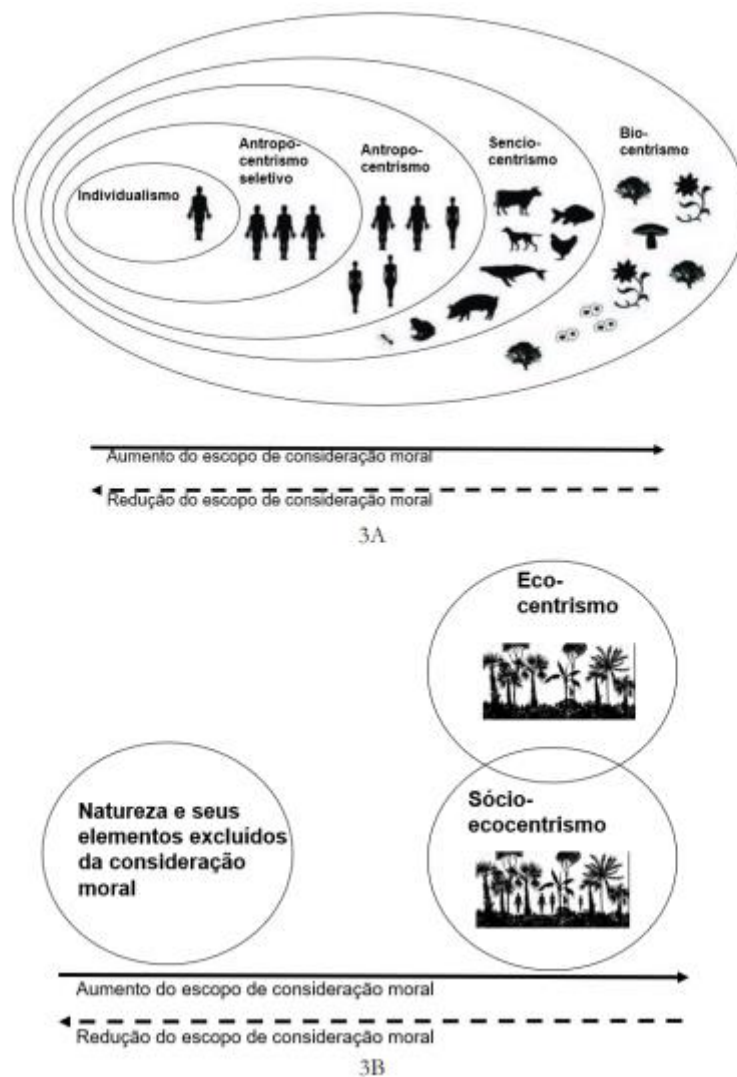 Individualismo
Antropo-
centrismo
seletivo
Antropo-
centrismo
Sencio-
centrismo
Bio-
centrismo
Aumento do escopo de consideração moral
Redução do escopo de consideração moral
3A
Eco-
centrismo
Natureza e seus
elementos excluídos
da consideração
moral
Sócio-
ecocentrismo
Aumento do escopo de consideração moral
Redução do escopo de consideração moral
3B